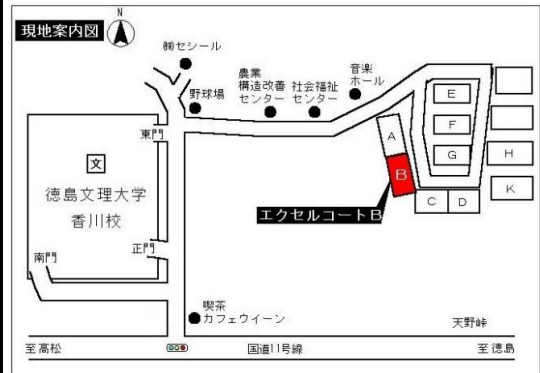 現地案内図
N
㈱セシール
野球場
農業
構造改善
センター
社会福祉
センター
音楽
ホール
E
F
G
A
B
C
D
H
K
エクセルコートB
東門
文
徳島文理大学
香川校
正門
南門
喫茶
カフェウイーン
天野峠
至高松
国道11号線
至徳島